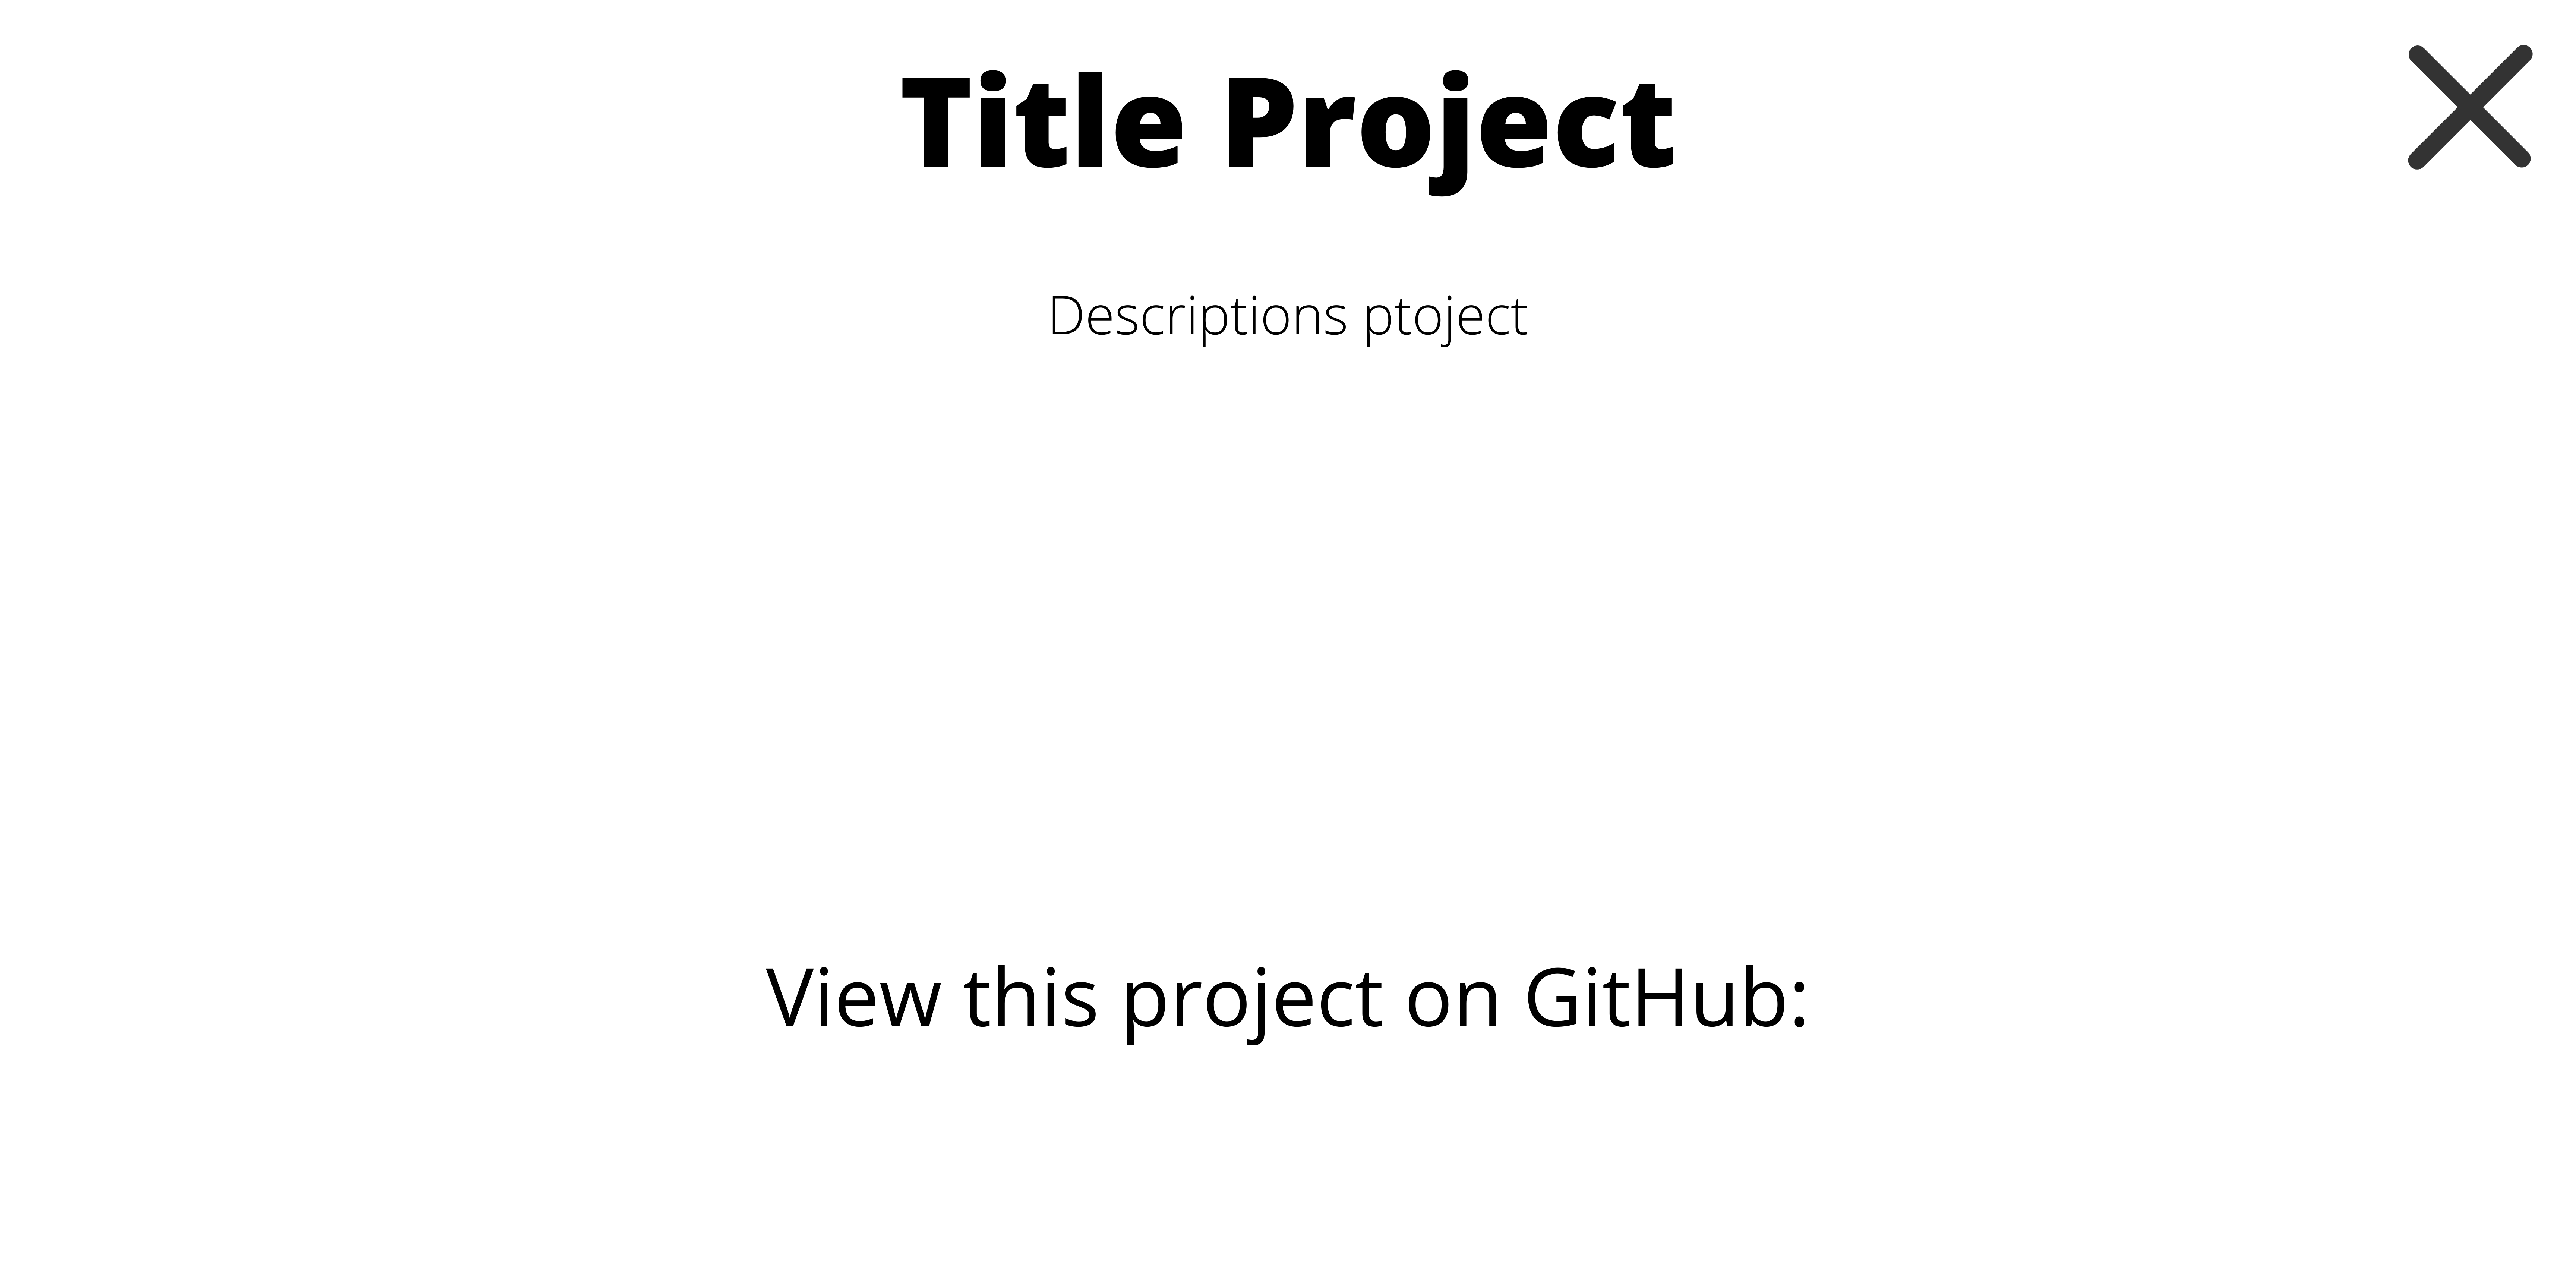 Title Project
Descriptions ptoject
View this project on GitHub: